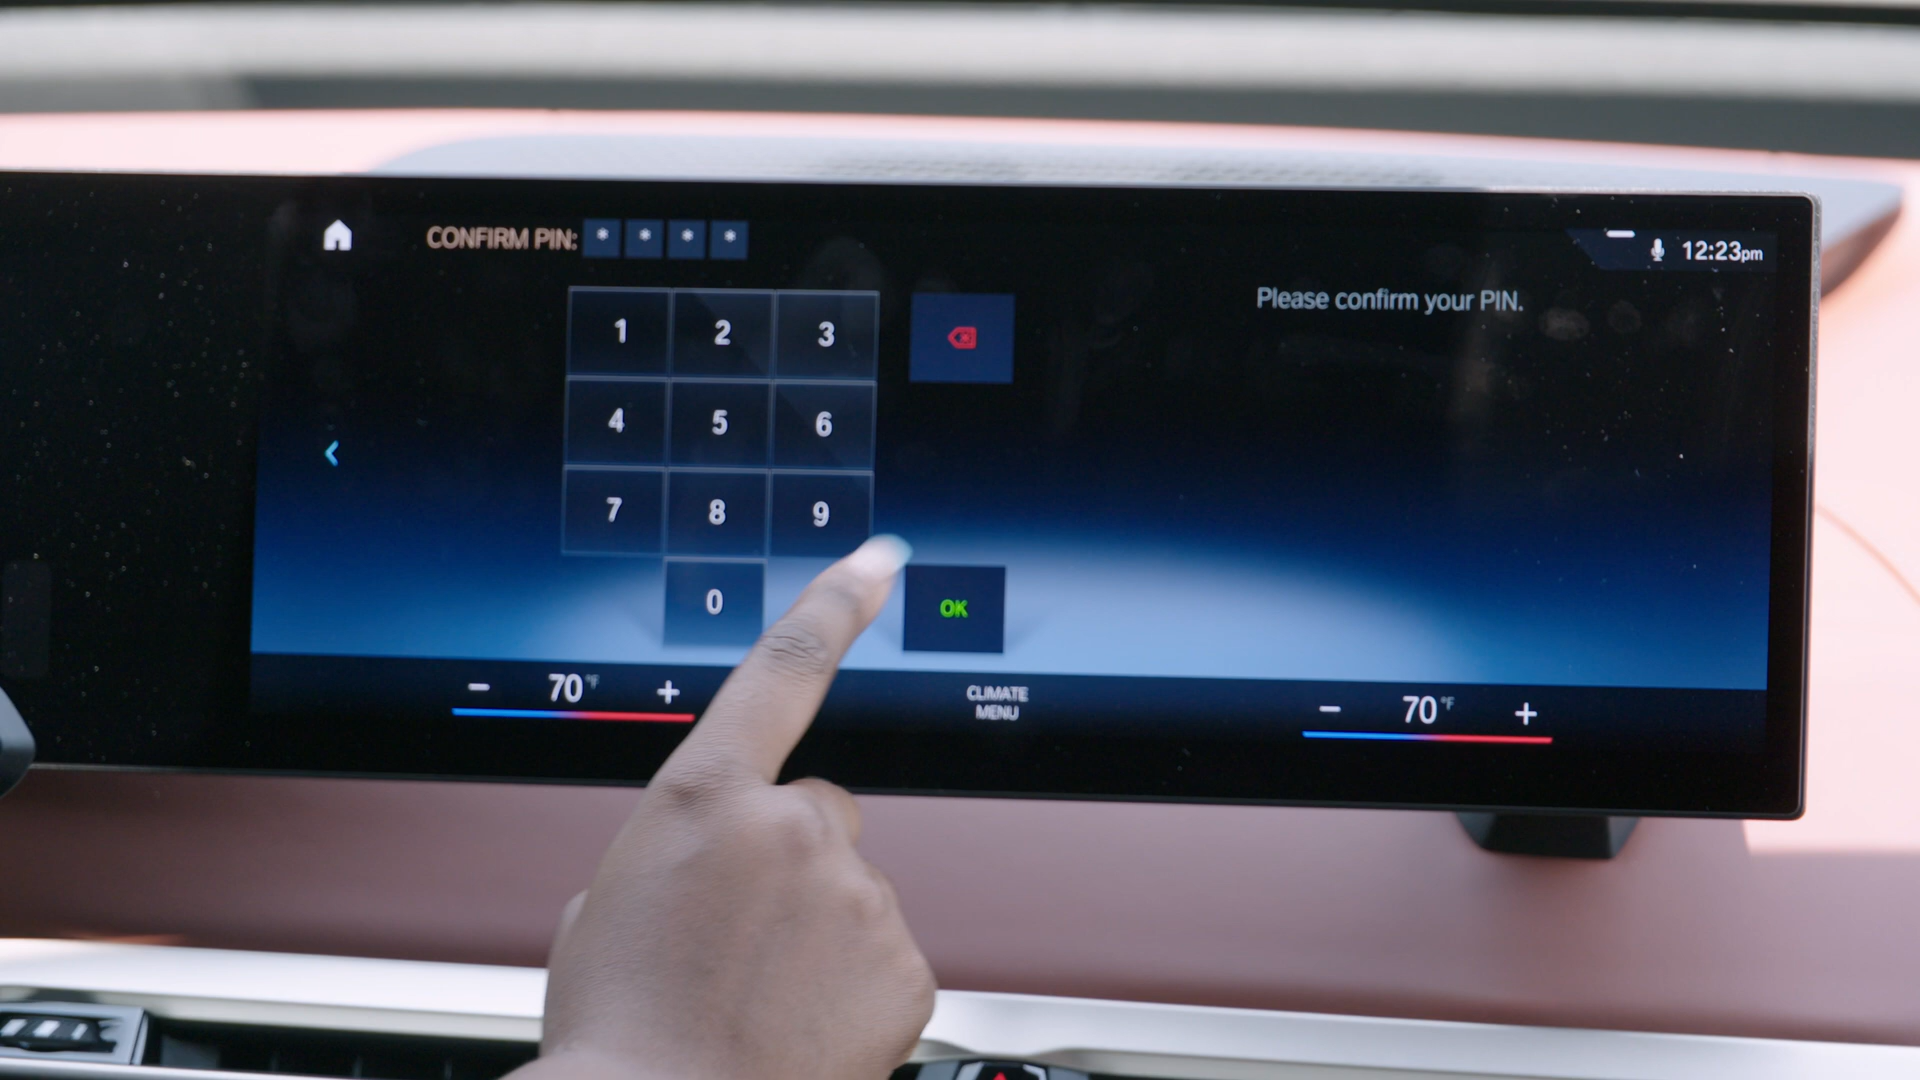 CONFIRM PIN: * * * *
12:23pm
Please confirm your PIN.
1 2 3
4 5 6
7 8 9
0 OK
- 70°F +
CLIMATE
MENU
- 70°F +